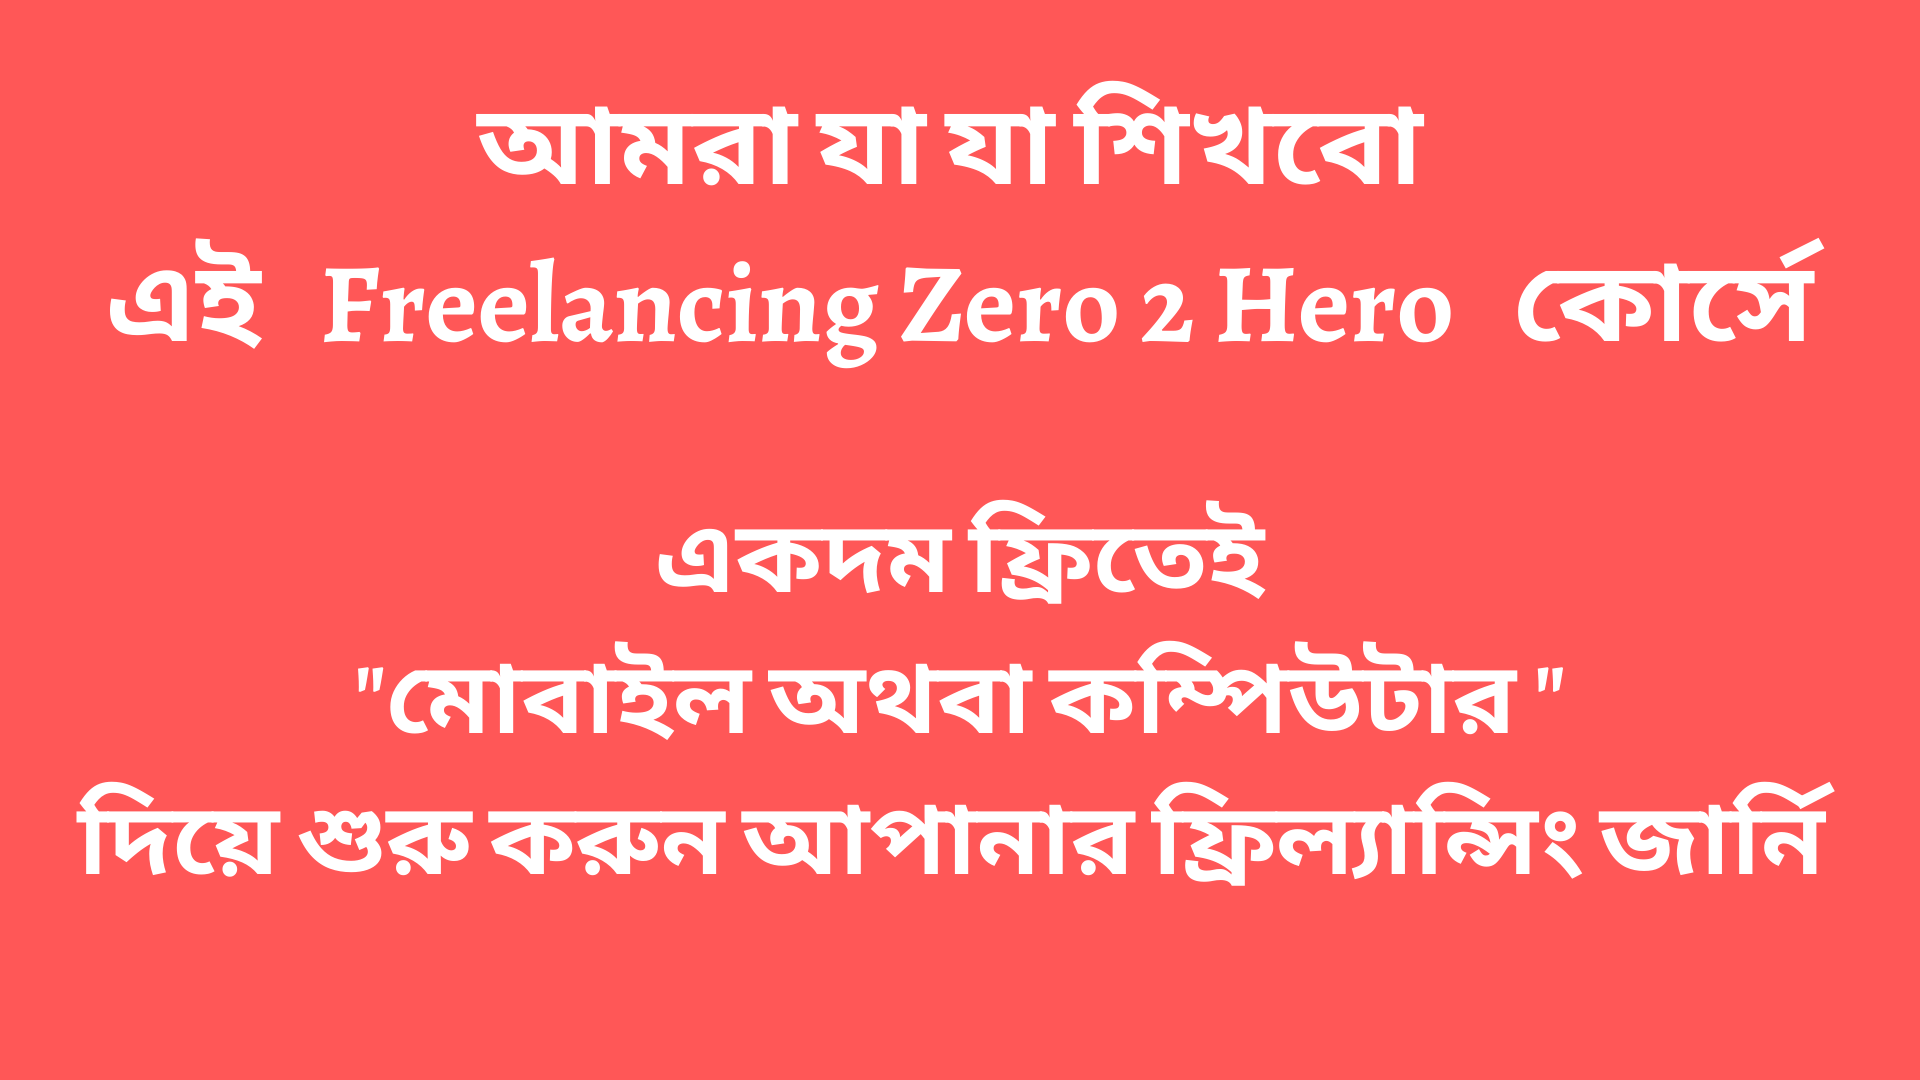 আমরা যা যা শিখবো
এই Freelancing Zero 2 Hero কোর্সে
একদম ফ্রিতেই
"মোবাইল অথবা কম্পিউটার "
দিয়ে শুরু করুন আপানার ফ্রিল্যান্সিং জার্নি